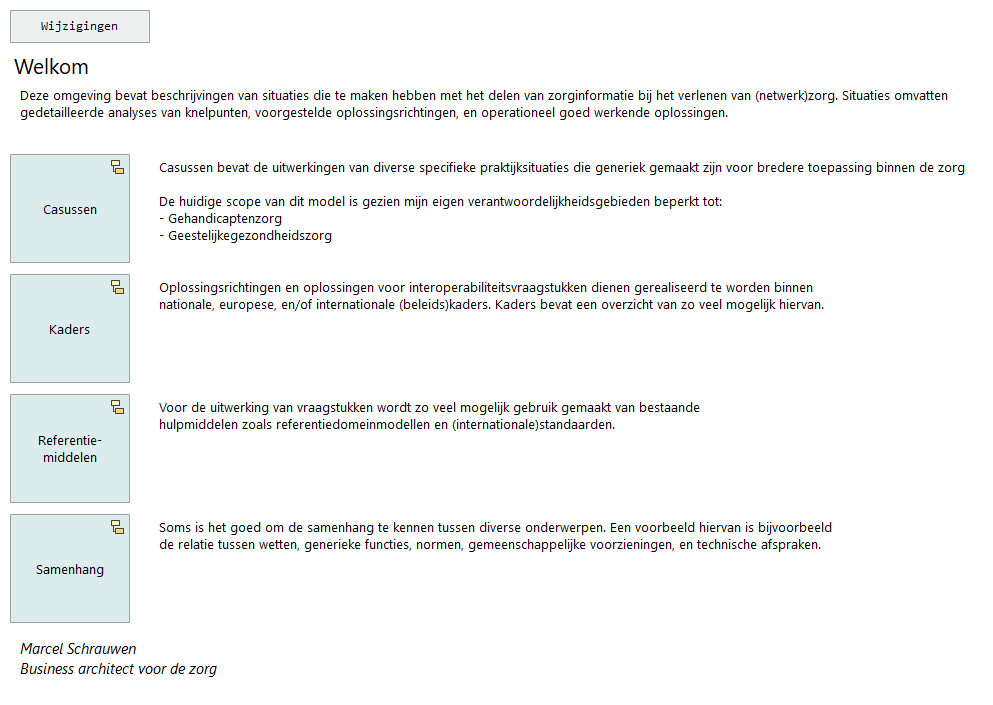 Wijzigingen
Welkom
Deze omgeving bevat beschrijvingen van situaties die te maken hebben met het delen van zorginformatie bij het verlenen van (netwerk)zorg. Situaties omvatten
gedetailleerde analyses van knelpunten, voorgestelde oplossingsrichtingen, en operationeel goed werkende oplossingen.
Casussen
Casussen bevat de uitwerkingen van diverse specifieke praktijksituaties die generiek gemaakt zijn voor bredere toepassing binnen de zorg
De huidige scope van dit model is gezien mijn eigen verantwoordelijkheidsgebieden beperkt tot:
- Gehandicaptenzorg
- Geestelijkegezondheidszorg
Kaders
Oplossingsrichtingen en oplossingen voor interoperabiliteitsvraagstukken dienen gerealiseerd te worden binnen
nationale, europese, en/of internationale (beleids)kaders. Kaders bevat een overzicht van zo veel mogelijk hiervan.
Referentie-
middelen
Voor de uitwerking van vraagstukken wordt zo veel mogelijk gebruik gemaakt van bestaande
hulpmiddelen zoals referentiedomeinmodellen en (internationale)standaarden.
Samenhang
Soms is het goed om de samenhang te kennen tussen diverse onderwerpen. Een voorbeeld hiervan is bijvoorbeeld
de relatie tussen wetten, generieke functies, normen, gemeenschappelijke voorzieningen, en technische afspraken.
Marcel Schrauwen
Business architect voor de zorg